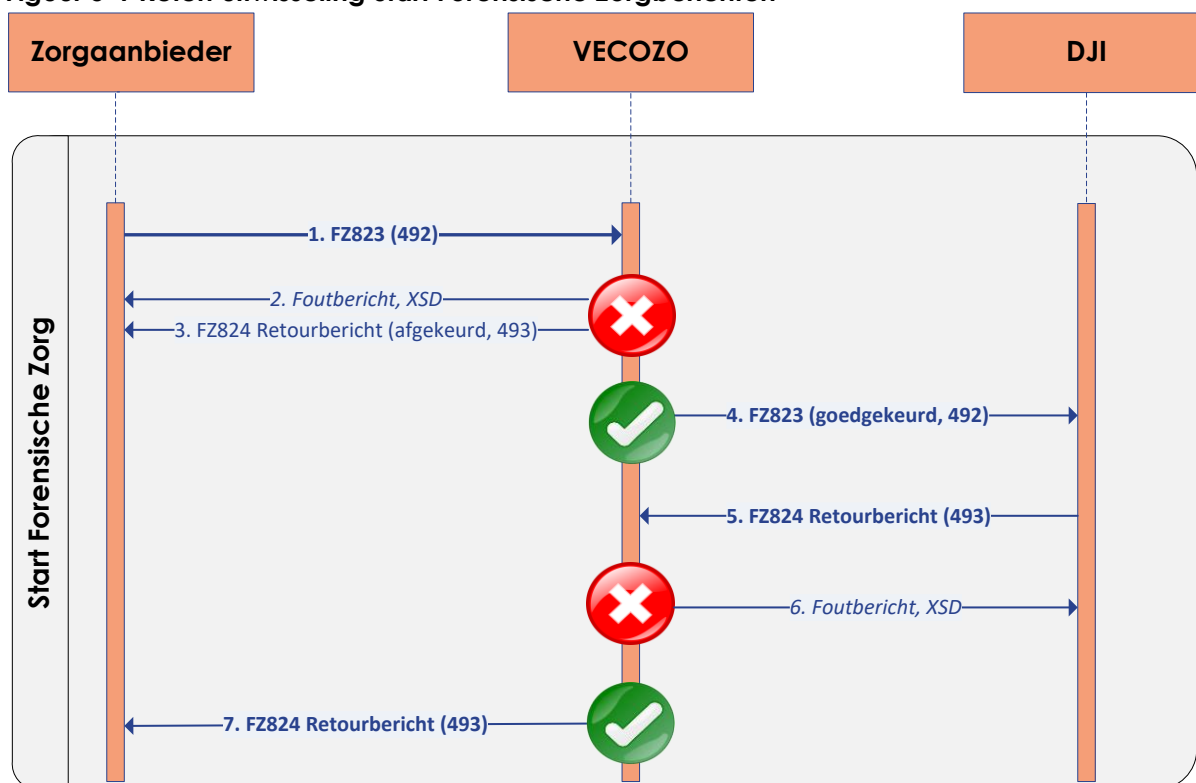 Zorgaanbieder
VECOZO
DJI
Start Forensische Zorg
1. FZ823 (492)
2. Foutbericht, XSD
3. FZ824 Retourbericht (afgekeurd, 493)
4. FZ823 (goedgekeurd, 492)
5. FZ824 Retourbericht (493)
6. Foutbericht, XSD
7. FZ824 Retourbericht (493)